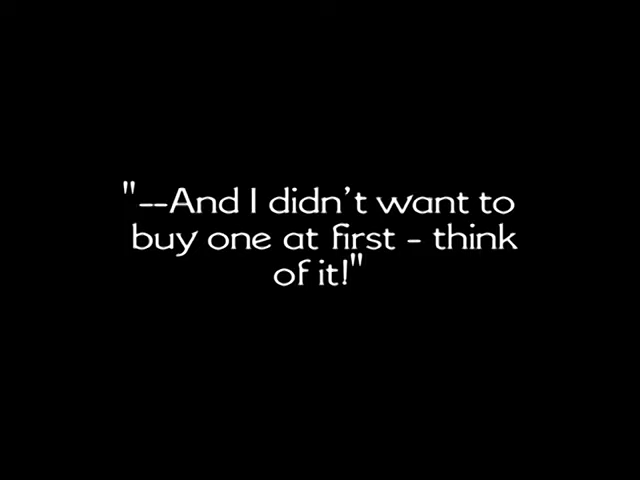 "--And I didn't want to
buy one at first - think
of it!"